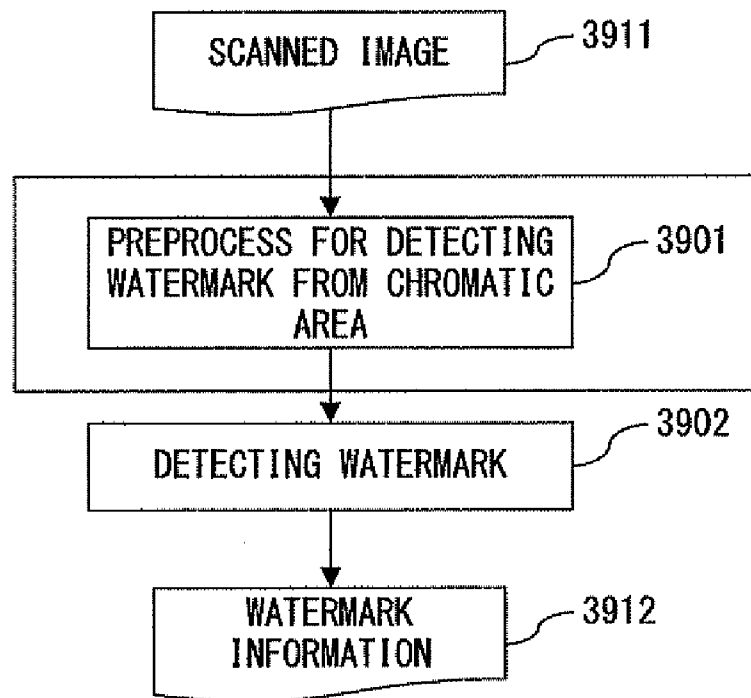 SCANNED IMAGE
3911
PREPROCESS FOR DETECTING
WATERMARK FROM CHROMATIC
AREA
3901
DETECTING WATERMARK
3902
WATERMARK
INFORMATION
3912